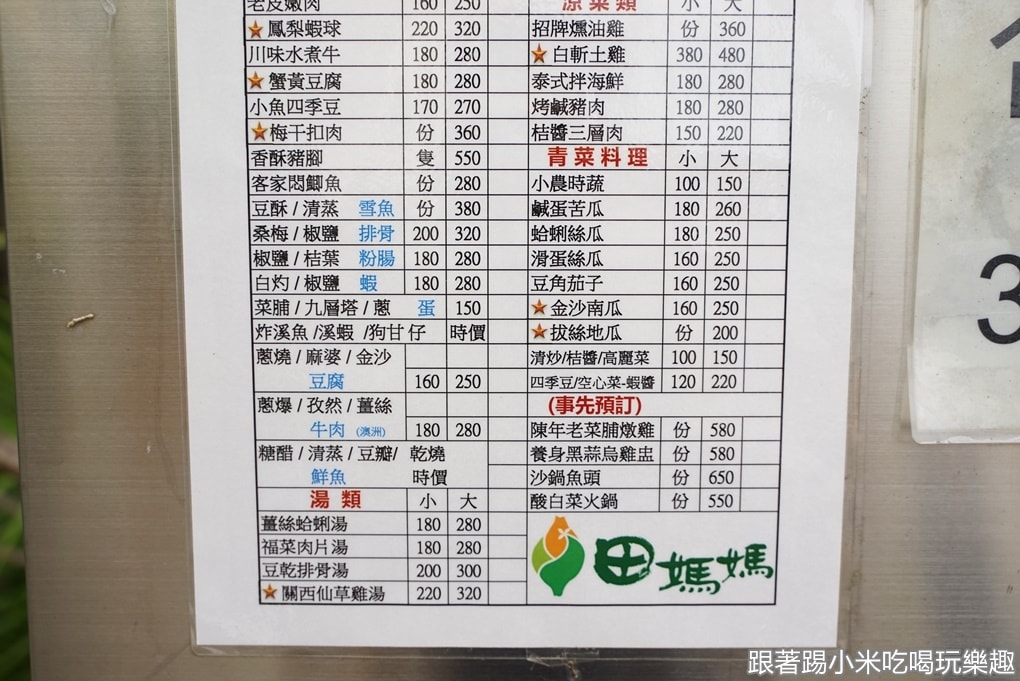 老皮嫩肉 160 250
鳳梨蝦球 220 320
川味水煮牛 180 280
蟹黃豆腐 180 280
小魚四季豆 170 270
梅干扣肉 份 360
香酥豬腳 隻 550
客家悶鯽魚 份 280
豆酥 / 清蒸 雪魚 份 380
桑梅 / 椒鹽 排骨 200 320
椒鹽 / 桔葉 粉腸 180 280
白灼 / 椒鹽 蝦 180 280
菜脯 / 九層塔 / 蔥 蛋 150
炸溪魚 /溪蝦 /狗甘仔 時價
蔥燒 / 麻婆 / 金沙
豆腐 160 250
蔥爆 / 孜然 / 薑絲
牛肉 (澳洲) 180 280
糖醋 / 清蒸 / 豆瓣/ 乾燒
鮮魚 時價
湯類 小 大
薑絲蛤蜊湯 180 280
福菜肉片湯 180 280
豆乾排骨湯 200 300
關西仙草雞湯 220 320
涼菜類 小 大
招牌燻油雞 份 360
白斬土雞 380 480
泰式拌海鮮 180 280
烤鹹豬肉 180 280
桔醬三層肉 150 220
青菜料理 小 大
小農時蔬 100 150
鹹蛋苦瓜 180 260
蛤蜊絲瓜 180 250
滑蛋絲瓜 160 250
豆角茄子 160 250
金沙南瓜 160 250
拔絲地瓜 份 200
清炒/桔醬/高麗菜 100 150
四季豆/空心菜-蝦醬 120 220
(事先預訂)
陳年老菜脯燉雞 份 580
養身黑蒜烏雞盅 份 580
沙鍋魚頭 份 650
酸白菜火鍋 份 550
田媽媽
3
跟著踢小米吃喝玩樂趣